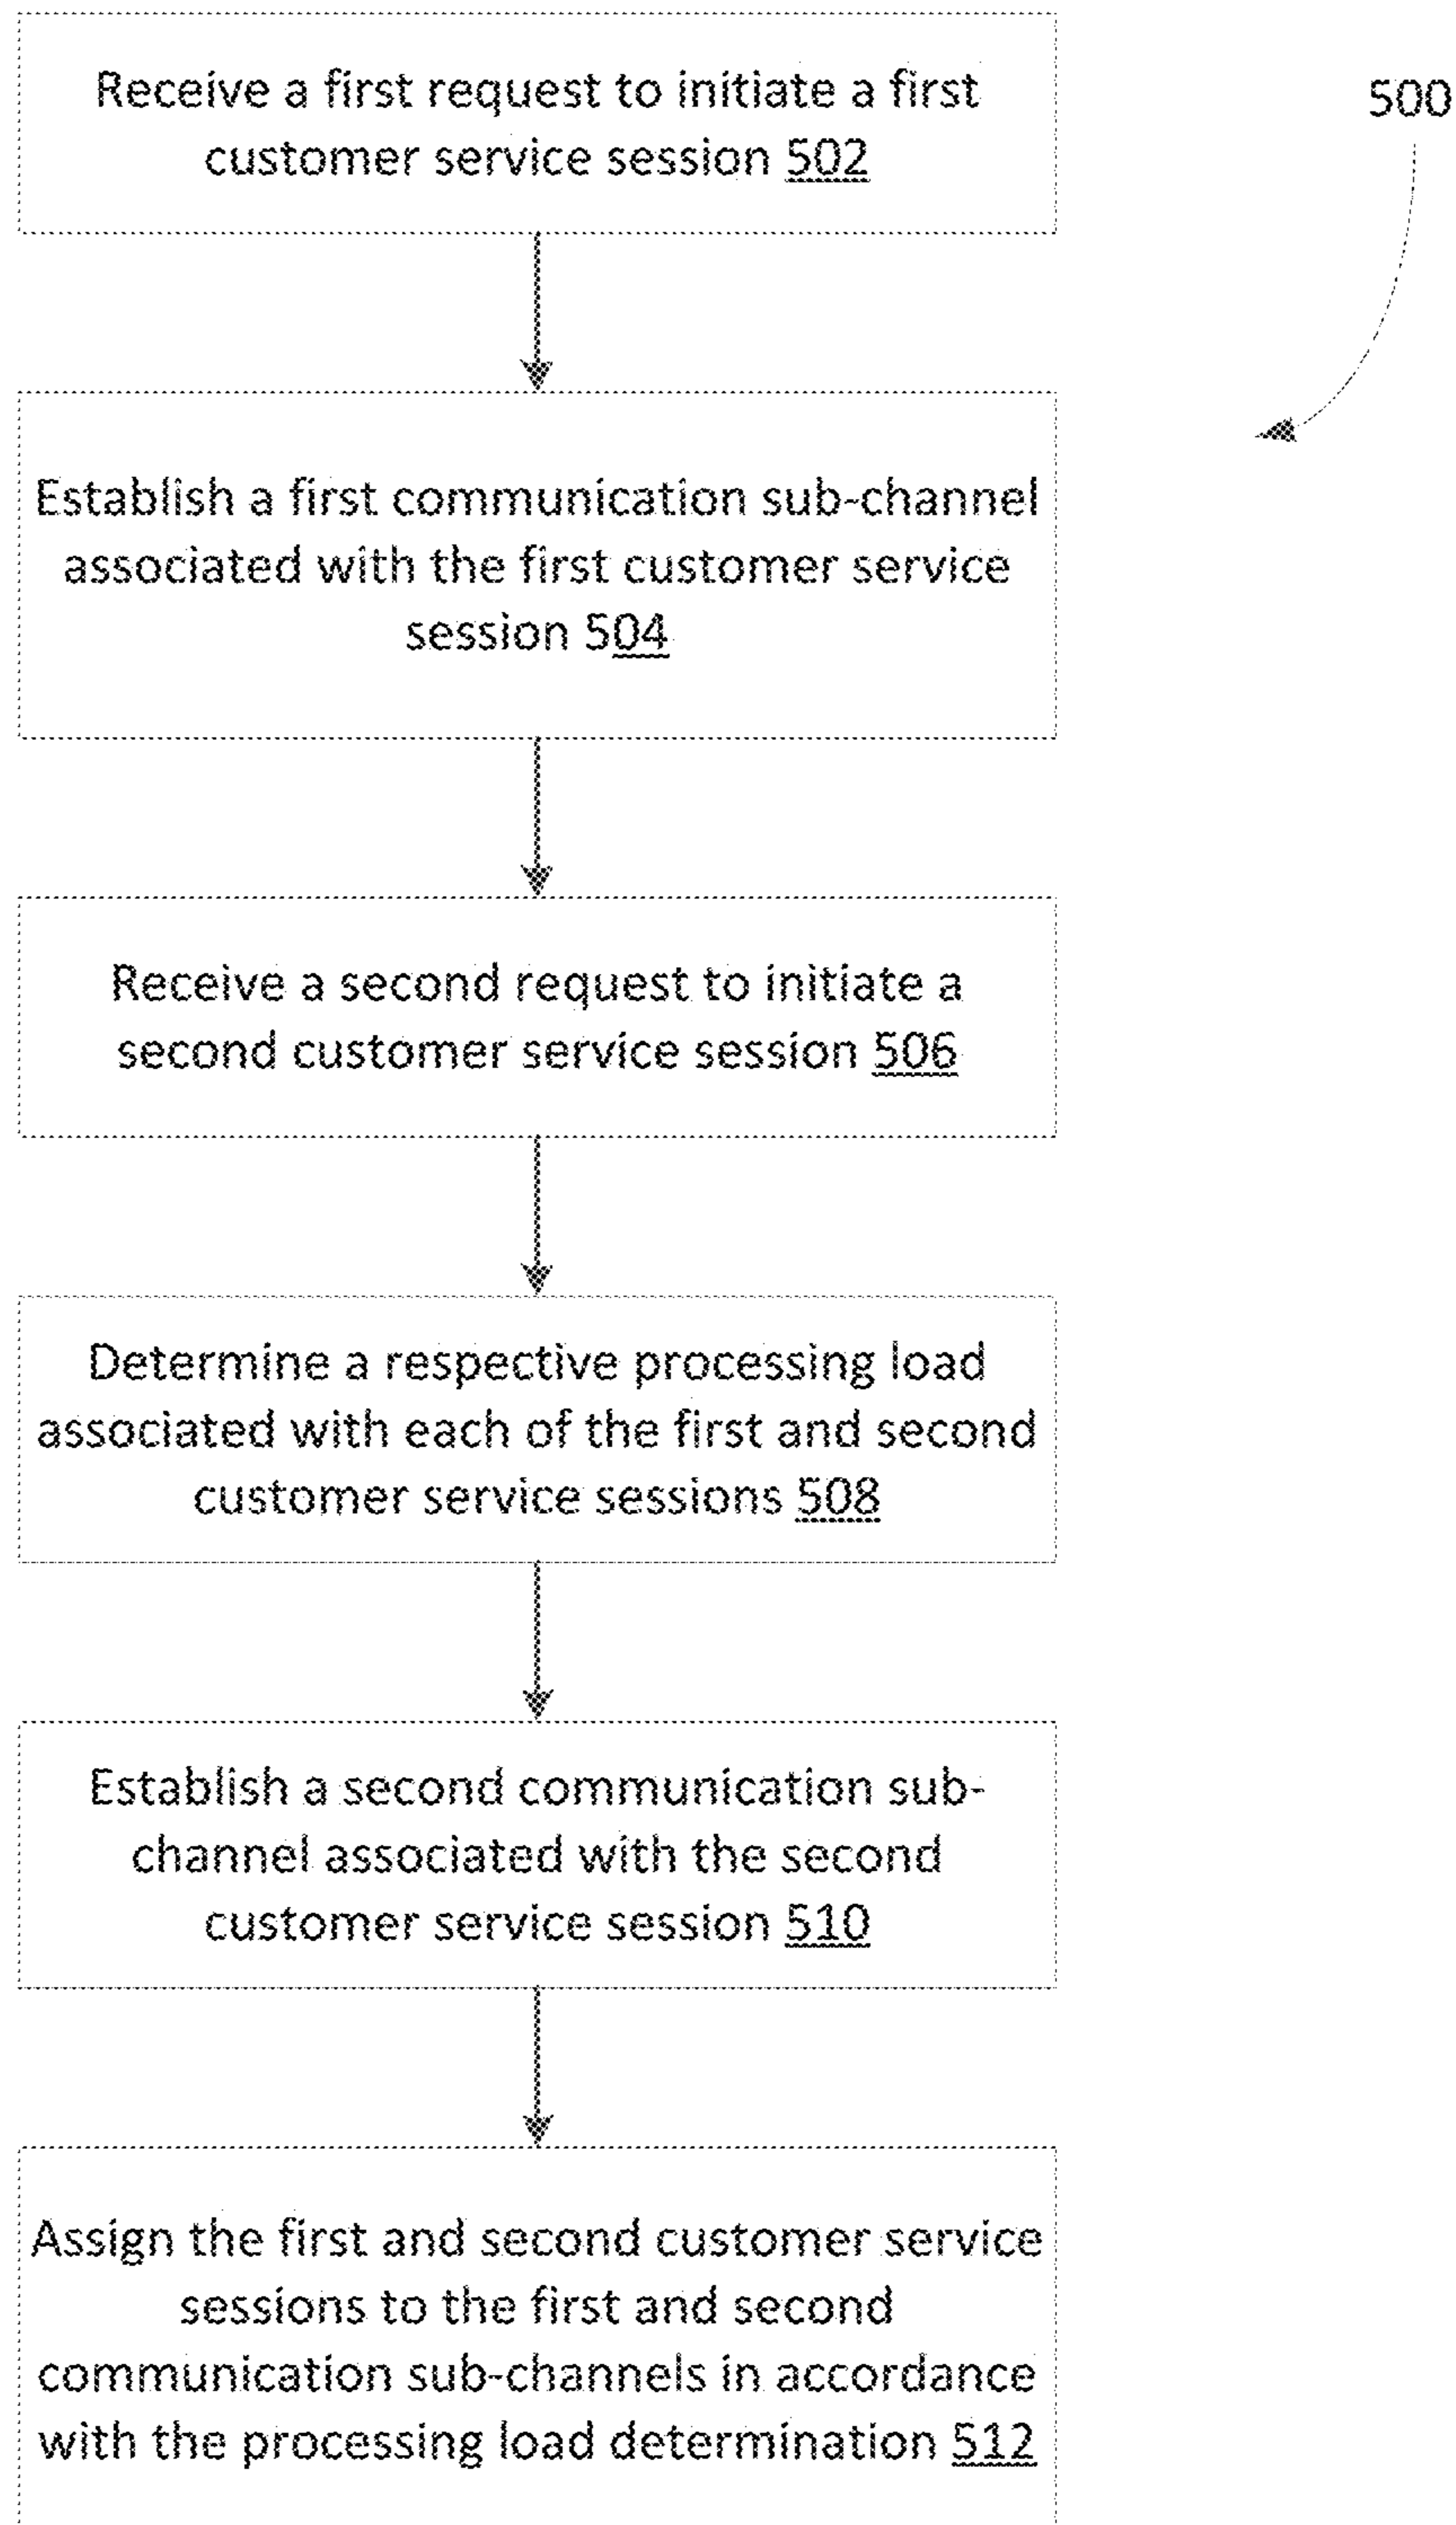 Receive a first request to initiate a first
customer service session 502
500
Establish a first communication sub-channel
associated with the first customer service
session 504
Receive a second request to initiate a
second customer service session 506
Determine a respective processing load
associated with each of the first and second
customer service sessions 508
Establish a second communication sub-
channel associated with the second
customer service session 510
Assign the first and second customer service
sessions to the first and second
communication sub-channels in accordance
with the processing load determination 512